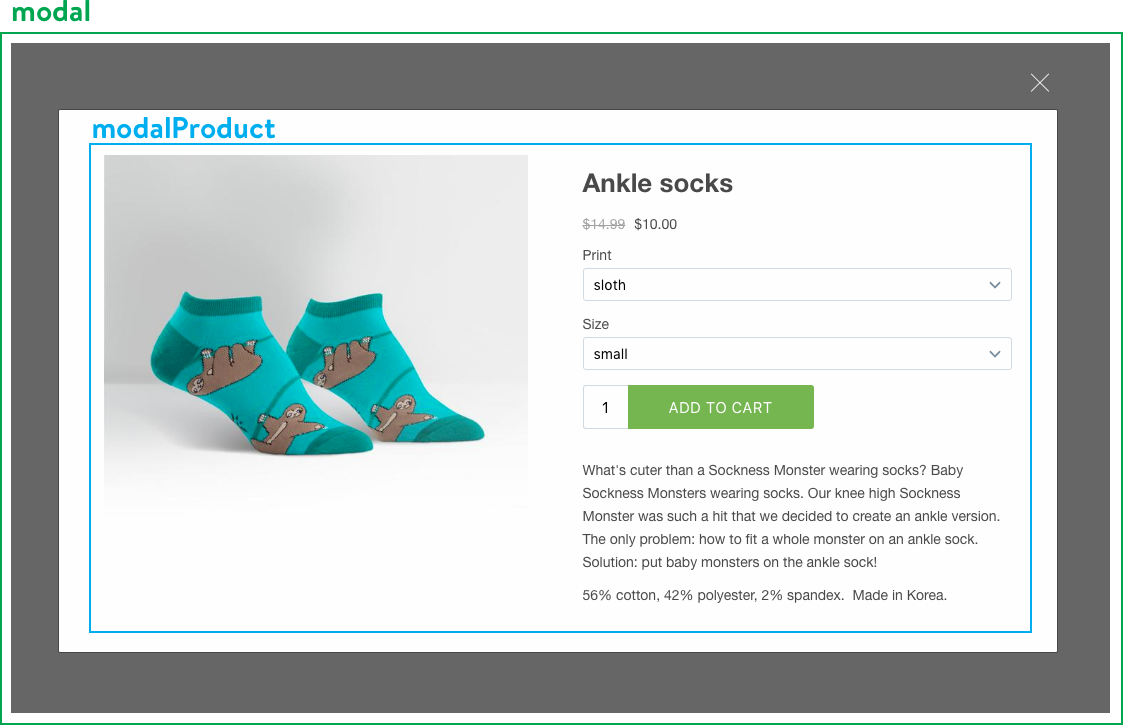 modal
modalProduct
Ankle socks
$14.99 $10.00
Print
sloth
Size
small
1 ADD TO CART
What's cuter than a Sockness Monster wearing socks? Baby
Sockness Monsters wearing socks. Our knee high Sockness
Monster was such a hit that we decided to create an ankle version.
The only problem: how to fit a whole monster on an ankle sock.
Solution: put baby monsters on the ankle sock!
56% cotton, 42% polyester, 2% spandex.  Made in Korea.